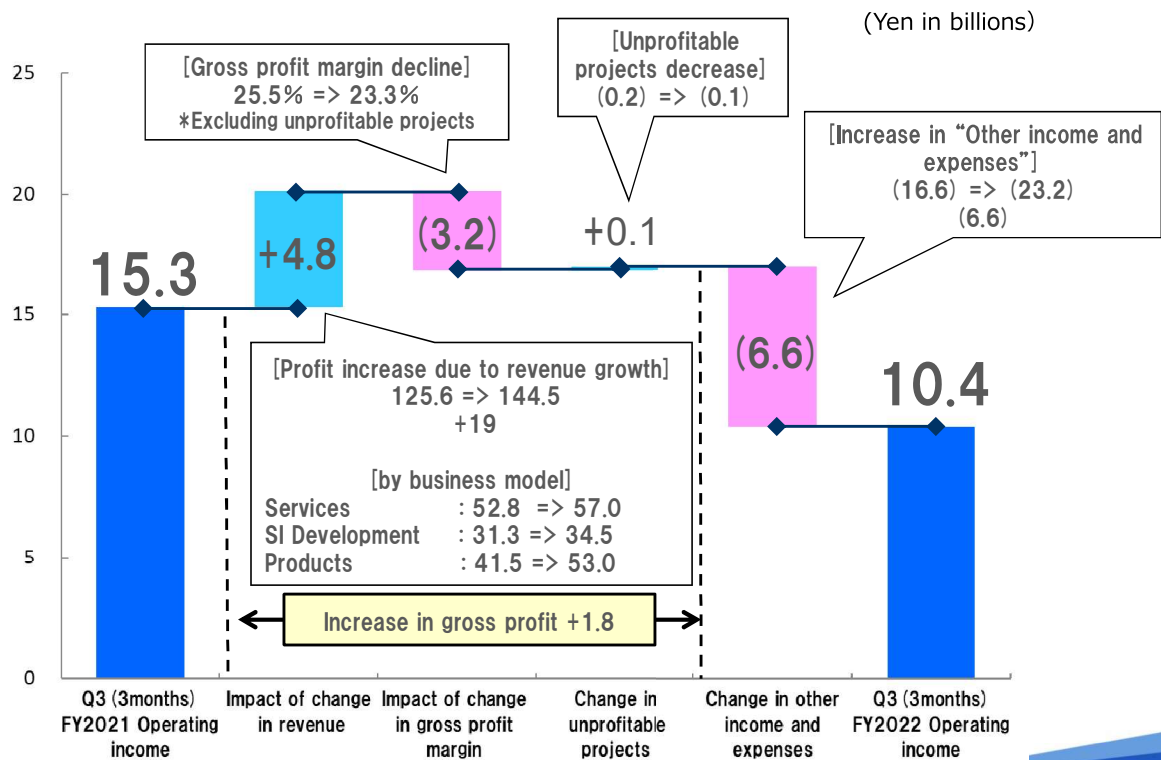 (Yen in billions)
[Gross profit margin decline]
25.5% => 23.3%
*Excluding unprofitable projects
[Unprofitable
projects decrease]
(0.2) => (0.1)
[Increase in “Other income and
expenses”]
(16.6) => (23.2)
(6.6)
25
20
15
10
5
0
15.3
+4.8
(3.2)
+0.1
(6.6)
10.4
[Profit increase due to revenue growth]
125.6 => 144.5
+19
[by business model]
Services : 52.8 => 57.0
SI Development : 31.3 => 34.5
Products : 41.5 => 53.0
Increase in gross profit +1.8
Q3 (3months)
FY2021 Operating
income
Impact of change
in revenue
Impact of change
in gross profit
margin
Change in
unprofitable
projects
Change in other
income and
expenses
Q3 (3months)
FY2022 Operating
income